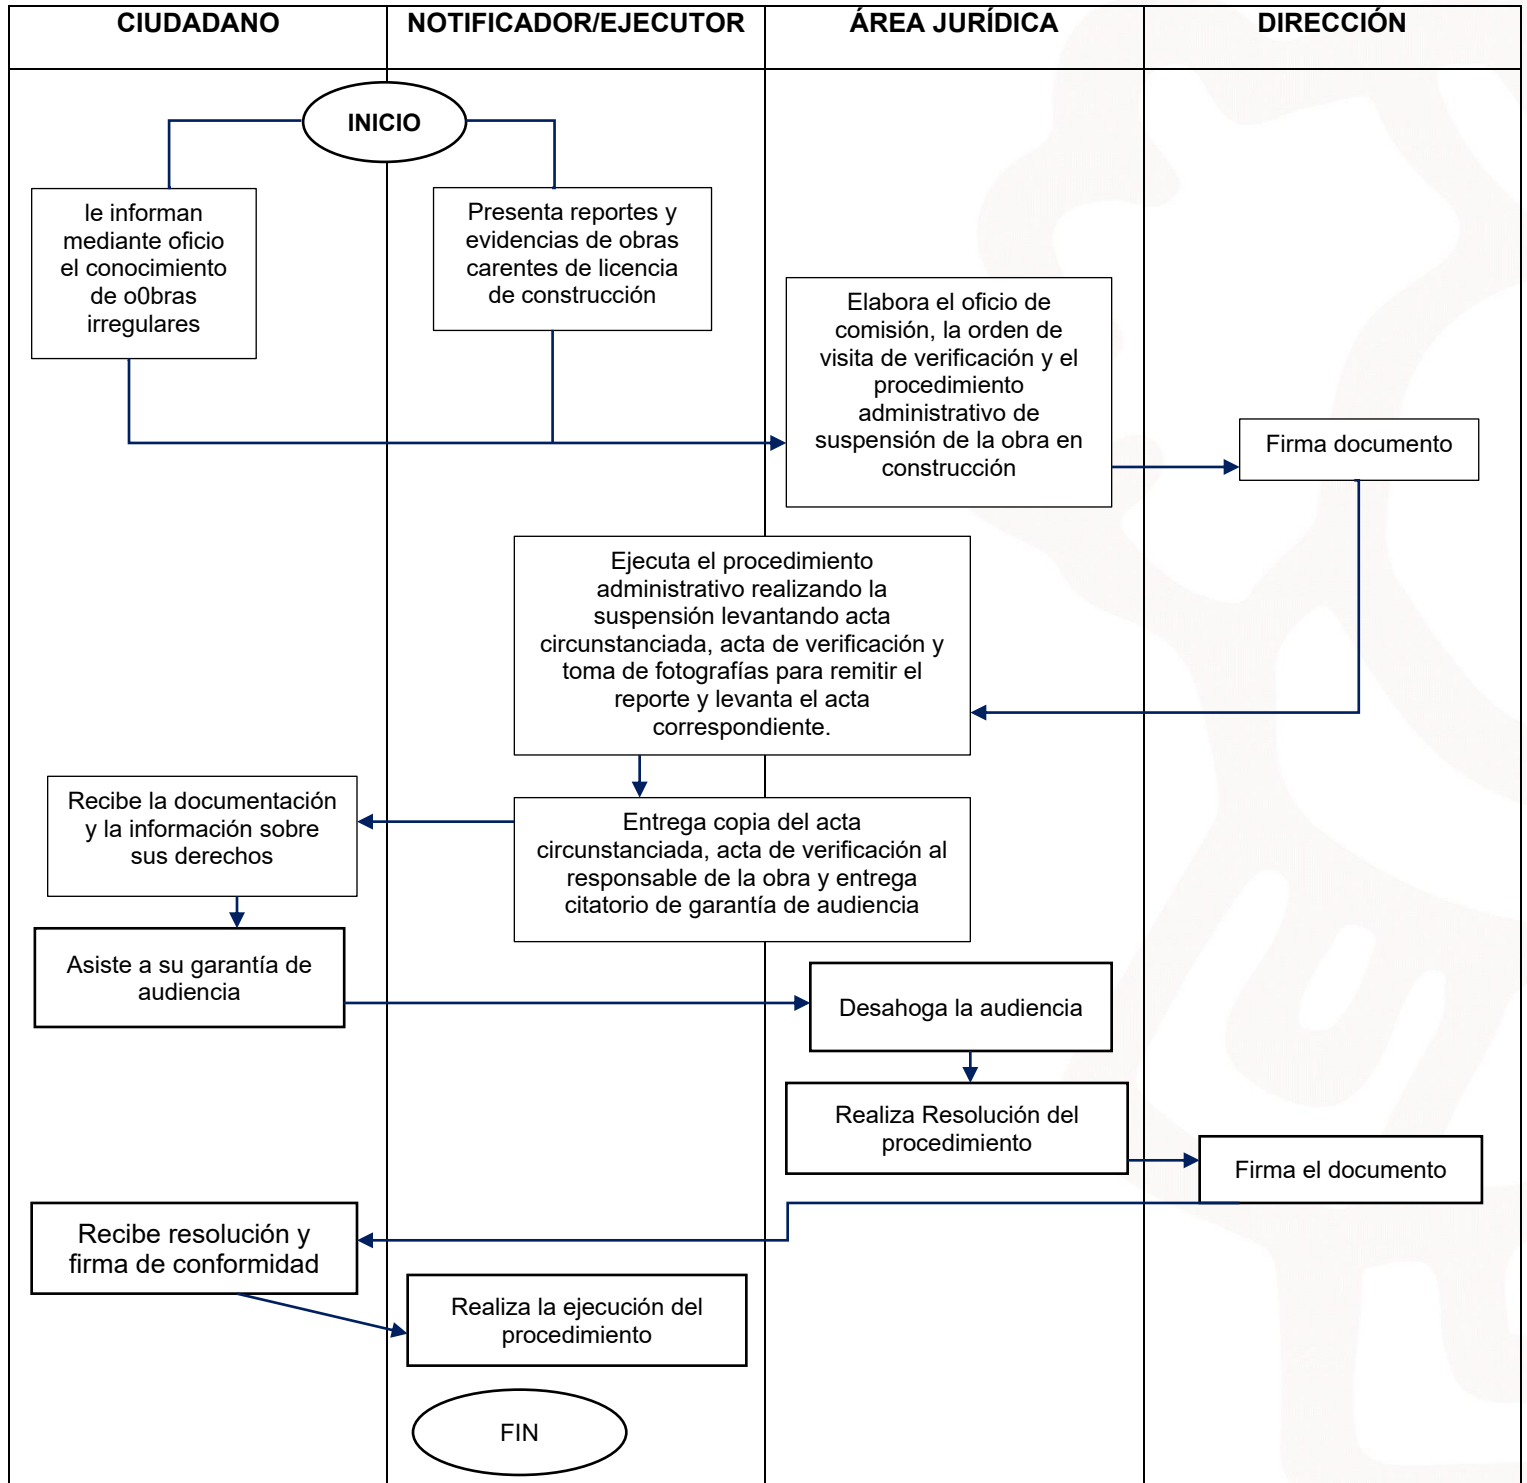 CIUDADANO
NOTIFICADOR/EJECUTOR
ÁREA JURÍDICA
DIRECCIÓN
INICIO
le informan
mediante oficio
el conocimiento
de o0bras
irregulares
Presenta reportes y
evidencias de obras
carentes de licencia
de construcción
Elabora el oficio de
comisión, la orden de
visita de verificación y el
procedimiento
administrativo de
suspensión de la obra en
construcción
Firma documento
Ejecuta el procedimiento
administrativo realizando la
suspensión levantando acta
circunstanciada, acta de verificación y
toma de fotografías para remitir el
reporte y levanta el acta
correspondiente.
Recibe la documentación
y la información sobre
sus derechos
Entrega copia del acta
circunstanciada, acta de verificación al
responsable de la obra y entrega
citatorio de garantía de audiencia
Asiste a su garantía de
audiencia
Desahoga la audiencia
Realiza Resolución del
procedimiento
Firma el documento
Recibe resolución y
firma de conformidad
Realiza la ejecución del
procedimiento
FIN